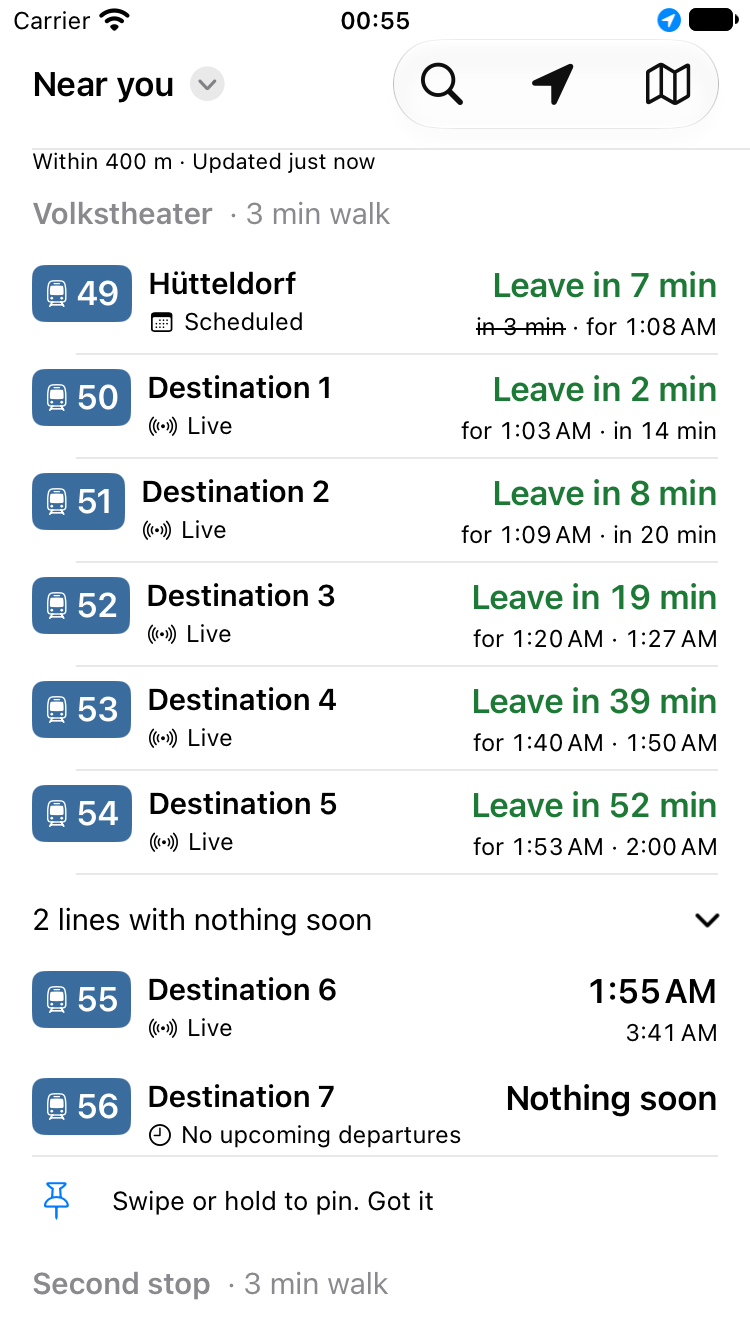 Carrier 00:55
Near you
Within 400 m · Updated just now
Volkstheater · 3 min walk
49 Hütteldorf Leave in 7 min
Scheduled in 3 min · for 1:08 AM
50 Destination 1 Leave in 2 min
Live for 1:03 AM · in 14 min
51 Destination 2 Leave in 8 min
Live for 1:09 AM · in 20 min
52 Destination 3 Leave in 19 min
Live for 1:20 AM · 1:27 AM
53 Destination 4 Leave in 39 min
Live for 1:40 AM · 1:50 AM
54 Destination 5 Leave in 52 min
Live for 1:53 AM · 2:00 AM
2 lines with nothing soon
55 Destination 6 1:55 AM
Live 3:41 AM
56 Destination 7 Nothing soon
No upcoming departures
Swipe or hold to pin. Got it
Second stop · 3 min walk